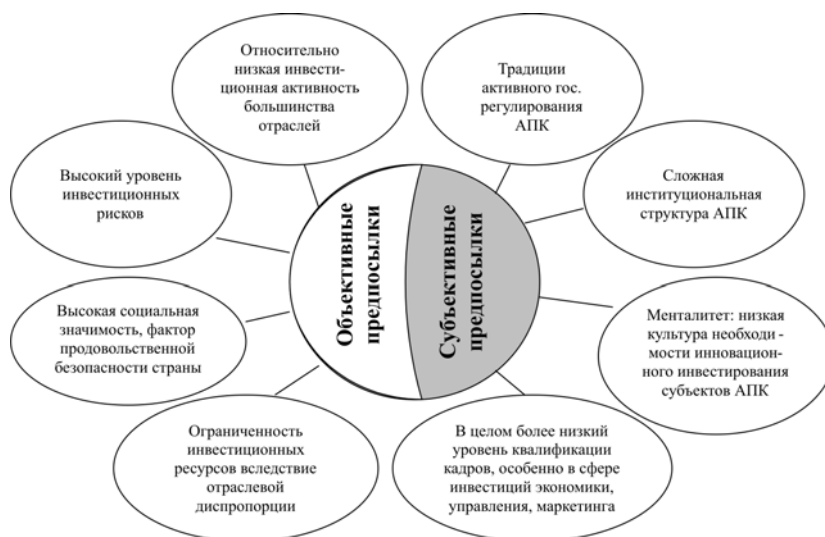 Относительно
низкая инвести-
ционная активность
большинства
отраслей
Традиции
активного гос.
регулирования
АПК
Высокий уровень
инвестиционных
рисков
Сложная
институциональная
структура АПК
Объективные
предпосылки
Субъективные
предпосылки
Высокая социальная
значимость, фактор
продовольственной
безопасности страны
Менталитет: низкая
культура необходи -
мости инновацион-
ного инвестирования
субъектов АПК
Ограниченность
инвестиционных
ресурсов вследствие
отраслевой
диспропорции
В целом более низкий
уровень квалификации
кадров, особенно в сфере
инвестиций экономики,
управления, маркетинга